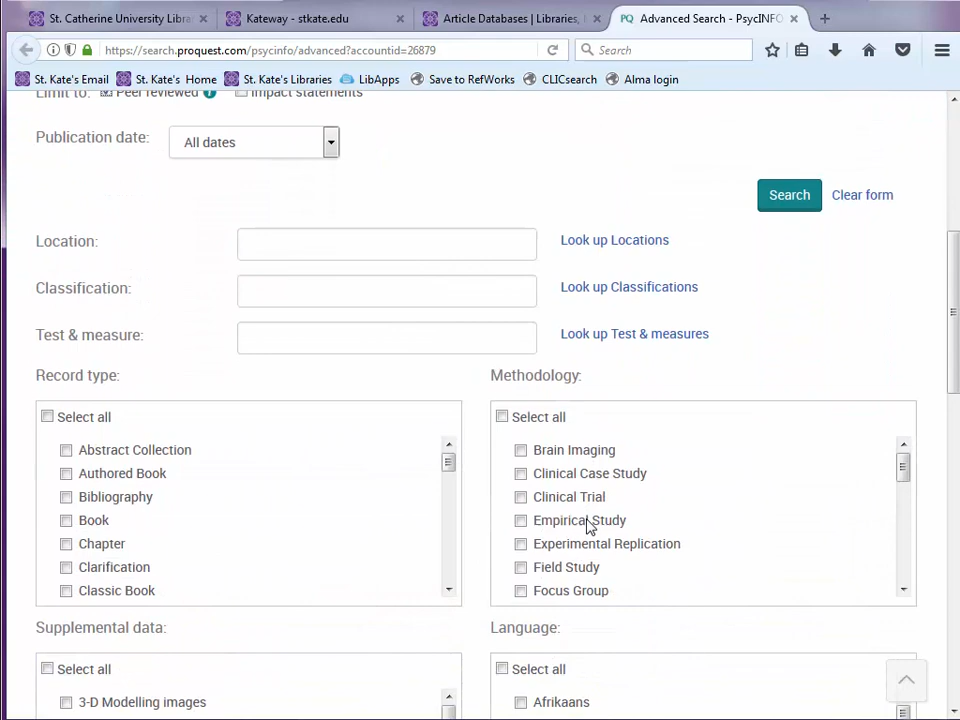 St. Catherine University Libra
Kateway - stkate.edu
Article Databases | Libraries,
PQ Advanced Search - PsycINFO
https://search.proquest.com/psycinfo/advanced?accountid=26879
Search
St. Kate's Email
St. Kate's Home
St. Kate's Libraries
LibApps
Save to RefWorks
CLICsearch
Alma login
Limit to: Peer reviewed Impact statements
Publication date: All dates
Search Clear form
Location: Look up Locations
Classification: Look up Classifications
Test & measure: Look up Test & measures
Record type:
Select all
Abstract Collection
Authored Book
Bibliography
Book
Chapter
Clarification
Classic Book
Methodology:
Select all
Brain Imaging
Clinical Case Study
Clinical Trial
Empirical Study
Experimental Replication
Field Study
Focus Group
Supplemental data:
Select all
3-D Modelling images
Language:
Select all
Afrikaans